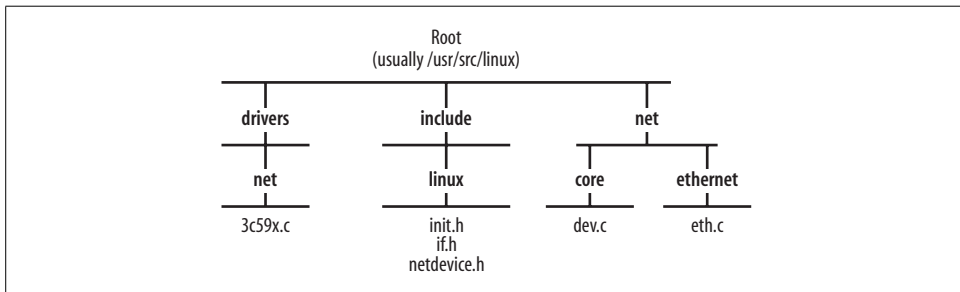 Root
(usually /usr/src/linux)
drivers
include
net
net
linux
core
ethernet
3c59x.c
init.h
dev.c
eth.c
if.h
netdevice.h